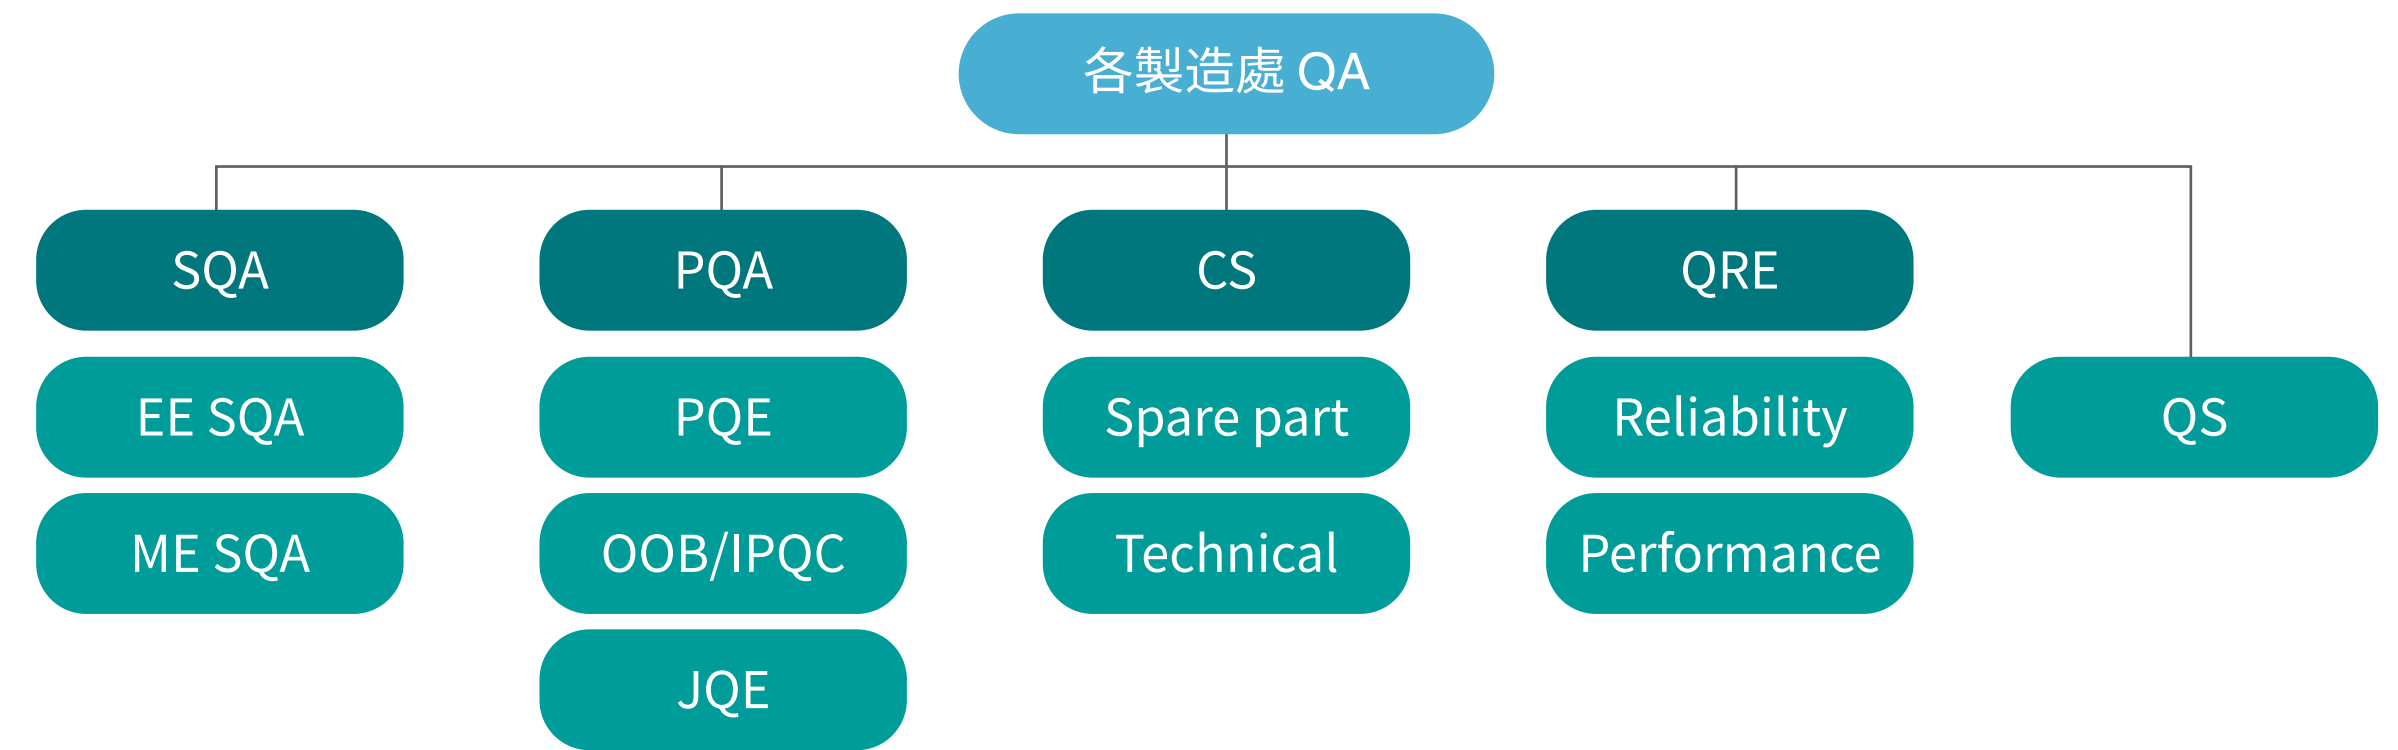 各製造處 QA
SQA
PQA
CS
QRE
EE SQA
PQE
Spare part
Reliability
QS
ME SQA
OOB/IPQC
Technical
Performance
JQE